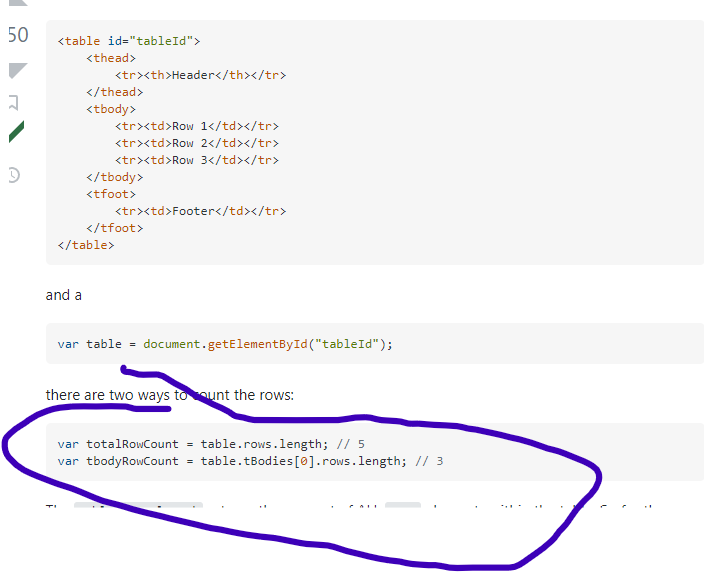 50
<table id="tableId">
<thead>
<tr><th>Header</th></tr>
</thead>
<tbody>
<tr><td>Row 1</td></tr>
<tr><td>Row 2</td></tr>
<tr><td>Row 3</td></tr>
</tbody>
<tfoot>
<tr><td>Footer</td></tr>
</tfoot>
</table>
and a
var table = document.getElementById("tableId");
there are two ways to count the rows:
var totalRowCount = table.rows.length; // 5
var tbodyRowCount = table.tBodies[0].rows.length; // 3